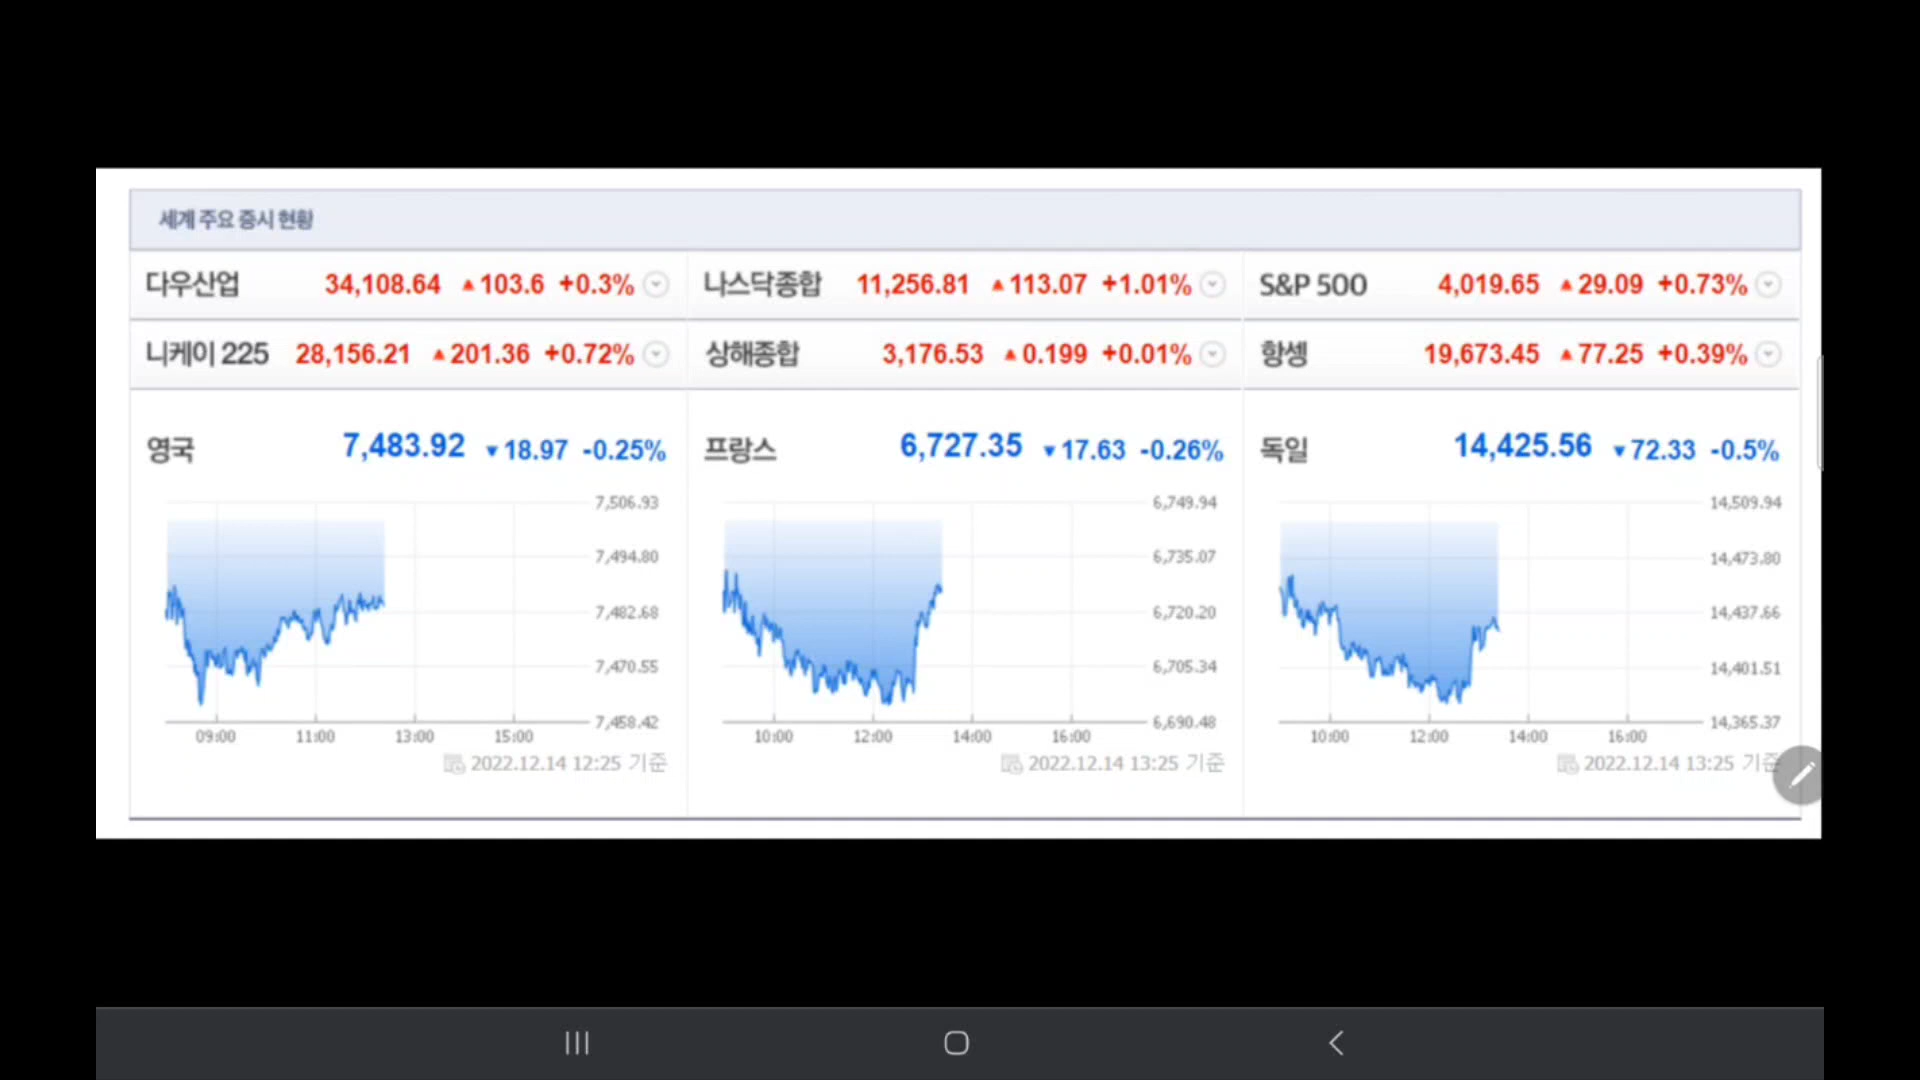 세계 주요 증시 현황
다우산업 34,108.64 ▲103.6 +0.3% 나스닥종합 11,256.81 ▲113.07 +1.01% S&P 500 4,019.65 ▲29.09 +0.73%
니케이 225 28,156.21 ▲201.36 +0.72% 상해종합 3,176.53 ▲0.199 +0.01% 항셍 19,673.45 ▲77.25 +0.39%
영국 7,483.92 ▼18.97 -0.25%
7,506.93
7,494.80
7,482.68
7,470.55
7,458.42
09:00 11:00 13:00 15:00
2022.12.14 12:25 기준
프랑스 6,727.35 ▼17.63 -0.26%
6,749.94
6,735.07
6,720.20
6,705.34
6,690.48
10:00 12:00 14:00 16:00
2022.12.14 13:25 기준
독일 14,425.56 ▼72.33 -0.5%
14,509.94
14,473.80
14,437.66
14,401.51
14,365.37
10:00 12:00 14:00 16:00
2022.12.14 13:25 기준